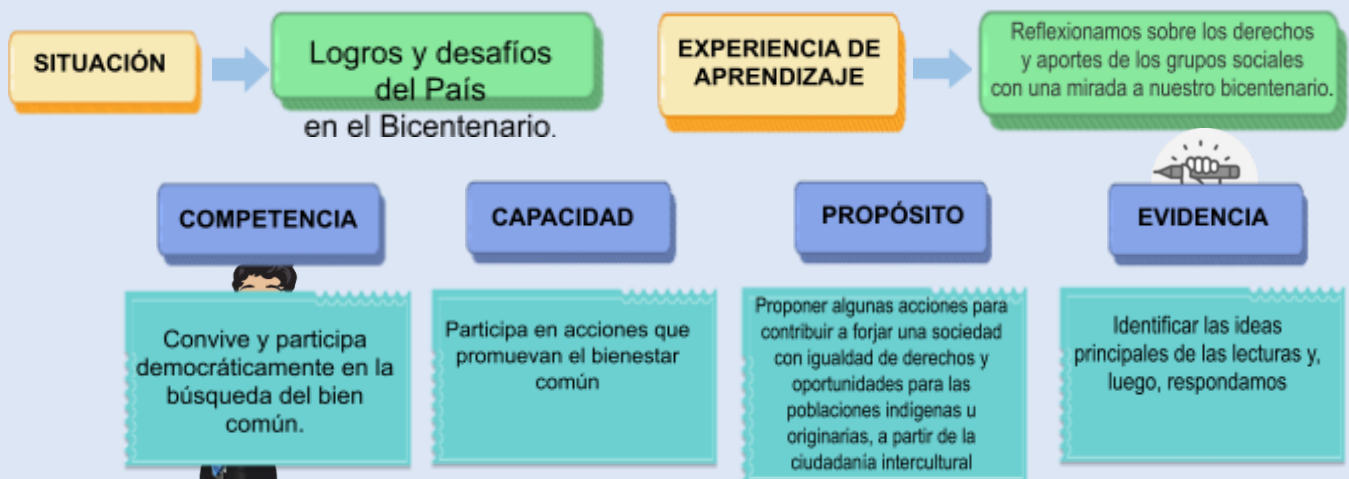 SITUACIÓN
Logros y desafíos
del País
en el Bicentenario.
EXPERIENCIA DE
APRENDIZAJE
Reflexionamos sobre los derechos
y aportes de los grupos sociales
con una mirada a nuestro bicentenario.
COMPETENCIA
CAPACIDAD
PROPÓSITO
EVIDENCIA
Convive y participa
democráticamente en la
búsqueda del bien
común.
Participa en acciones que
promuevan el bienestar
común
Proponer algunas acciones para
contribuir a forjar una sociedad
con igualdad de derechos y
oportunidades para las
poblaciones indígenas u
originarias, a partir de la
ciudadanía intercultural
Identificar las ideas
principales de las lecturas y,
luego, respondamos